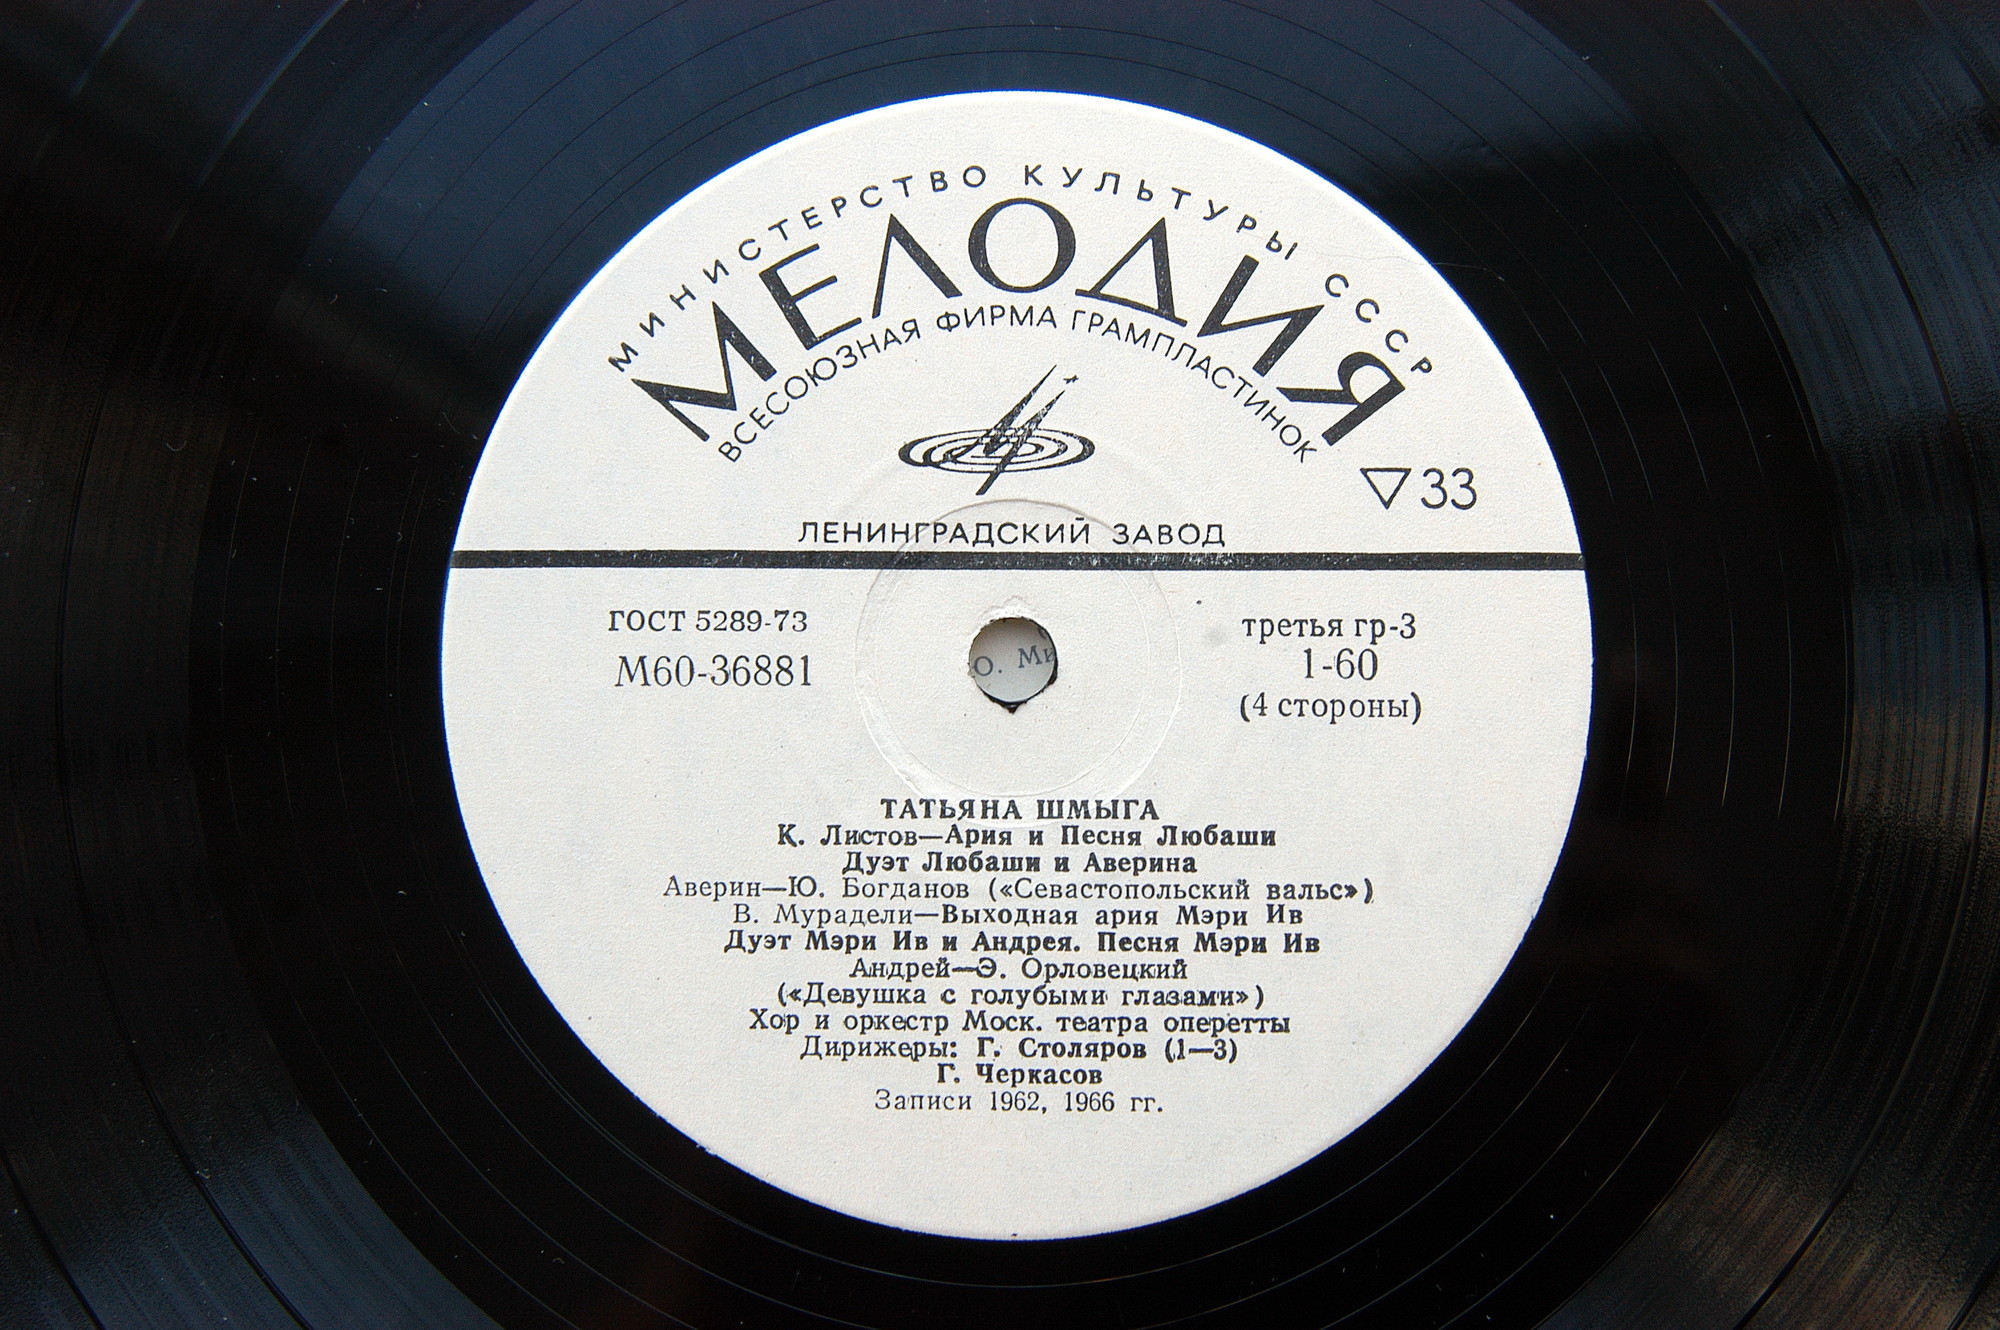 МИНИСТЕРСТВО КУЛЬТУРЫ СССР
МЕЛОДИЯ
ВСЕСОЮЗНАЯ ФИРМА ГРАМПЛАСТИНОК
33
ЛЕНИНГРАДСКИЙ ЗАВОД
ГОСТ 5289-73
М60-36881
третья гр-3
1-60
(4 стороны)
О. Ми
ТАТЬЯНА ШМЫГА
К. Листов—Ария и Песня Любаши
Дуэт Любаши и Аверина
Аверин—Ю. Богданов («Севастопольский вальс»)
В. Мурадели—Выходная ария Мэри Ив
Дуэт Мэри Ив и Андрея. Песня Мэри Ив
Андрей—Э. Орловецкий
(«Девушка с голубыми глазами»)
Хор и оркестр Моск. театра оперетты
Дирижеры: Г. Столяров (1—3)
Г. Черкасов
Записи 1962, 1966 гг.